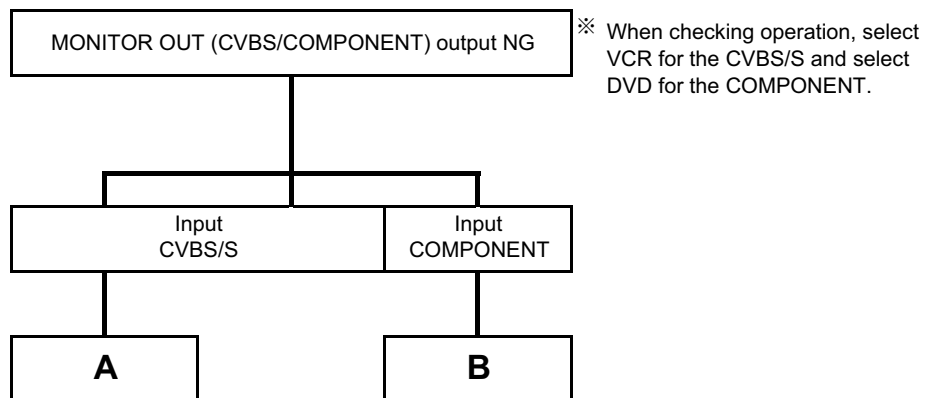 MONITOR OUT (CVBS/COMPONENT) output NG
※ When checking operation, select
VCR for the CVBS/S and select
DVD for the COMPONENT.
Input
CVBS/S
Input
COMPONENT
A
B